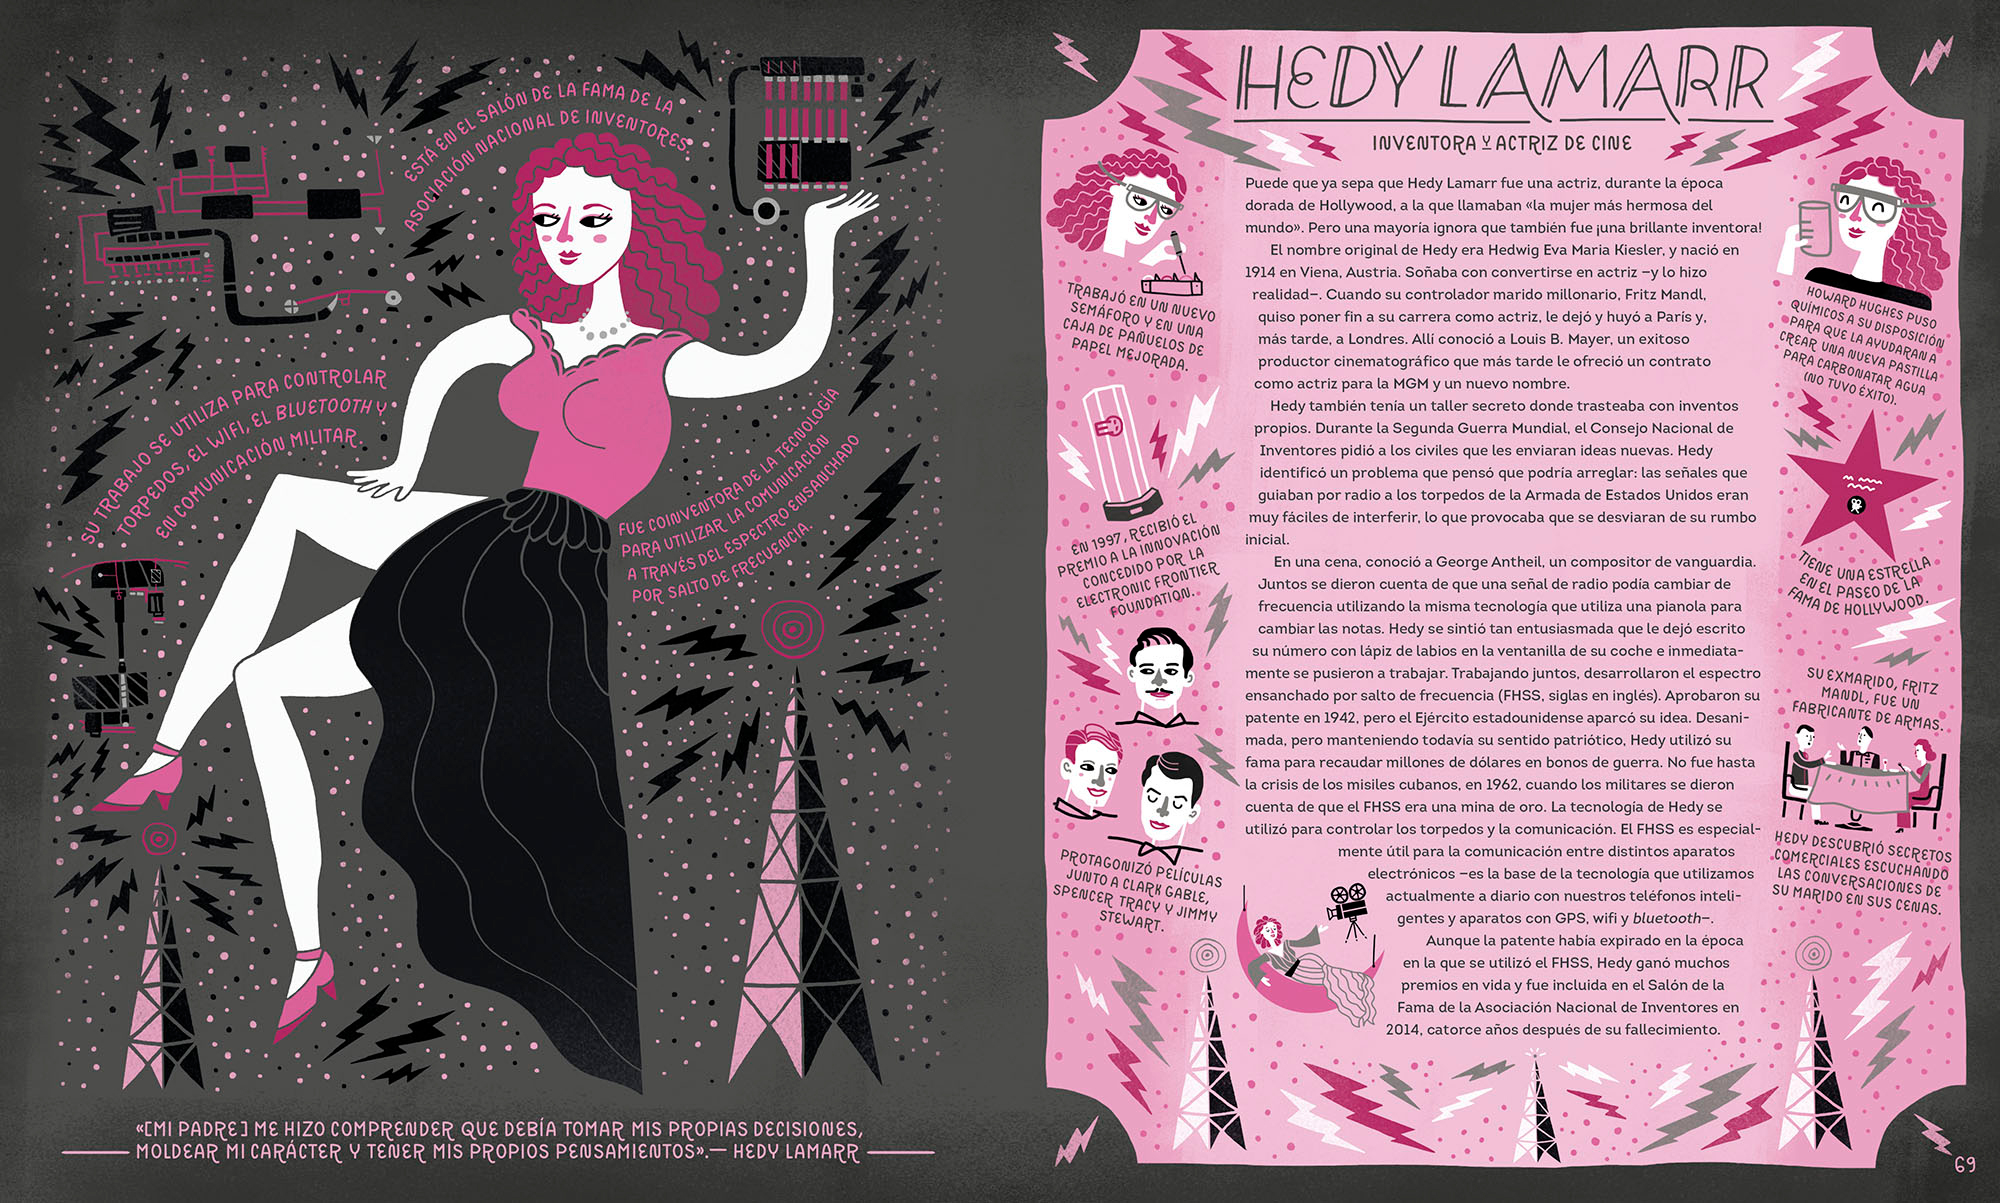 ESTÁ EN EL SALÓN DE LA FAMA DE LA
ASOCIACIÓN NACIONAL DE INVENTORES.
SU TRABAJO SE UTILIZA PARA CONTROLAR
TORPEDOS, EL WIFI, EL BLUETOOTH Y
EN COMUNICACIÓN MILITAR.
FUE COINVENTORA DE LA TECNOLOGÍA
PARA UTILIZAR LA COMUNICACIÓN
A TRAVÉS DEL ESPECTRO ENSANCHADO
POR SALTO DE FRECUENCIA.
«[MI PADRE] ME HIZO COMPRENDER QUE DEBÍA TOMAR MIS PROPIAS DECISIONES,
MOLDEAR MI CARÁCTER Y TENER MIS PROPIOS PENSAMIENTOS».— HEDY LAMARR
HEDY LAMARR
INVENTORA Y ACTRIZ DE CINE
Puede que ya sepa que Hedy Lamarr fue una actriz, durante la época
dorada de Hollywood, a la que llamaban «la mujer más hermosa del
mundo». Pero una mayoría ignora que también fue ¡una brillante inventora!
El nombre original de Hedy era Hedwig Eva Maria Kiesler, y nació en
1914 en Viena, Austria. Soñaba con convertirse en actriz —y lo hizo
realidad—. Cuando su controlador marido millonario, Fritz Mandl,
quiso poner fin a su carrera como actriz, le dejó y huyó a París y,
más tarde, a Londres. Allí conoció a Louis B. Mayer, un exitoso
productor cinematográfico que más tarde le ofreció un contrato
como actriz para la MGM y un nuevo nombre.
Hedy también tenía un taller secreto donde trasteaba con inventos
propios. Durante la Segunda Guerra Mundial, el Consejo Nacional de
Inventores pidió a los civiles que les enviaran ideas nuevas. Hedy
identificó un problema que pensó que podría arreglar: las señales que
guiaban por radio a los torpedos de la Armada de Estados Unidos eran
muy fáciles de interferir, lo que provocaba que se desviaran de su rumbo
inicial.
En una cena, conoció a George Antheil, un compositor de vanguardia.
Juntos se dieron cuenta de que una señal de radio podía cambiar de
frecuencia utilizando la misma tecnología que utiliza una pianola para
cambiar las notas. Hedy se sintió tan entusiasmada que le dejó escrito
su número con lápiz de labios en la ventanilla de su coche e inmediata-
mente se pusieron a trabajar. Trabajando juntos, desarrollaron el espectro
ensanchado por salto de frecuencia (FHSS, siglas en inglés). Aprobaron su
patente en 1942, pero el Ejército estadounidense aparcó su idea. Desani-
mada, pero manteniendo todavía su sentido patriótico, Hedy utilizó su
fama para recaudar millones de dólares en bonos de guerra. No fue hasta
la crisis de los misiles cubanos, en 1962, cuando los militares se dieron
cuenta de que el FHSS era una mina de oro. La tecnología de Hedy se
utilizó para controlar los torpedos y la comunicación. El FHSS es especial-
mente útil para la comunicación entre distintos aparatos
electrónicos —es la base de la tecnología que utilizamos
actualmente a diario con nuestros teléfonos inteli-
gentes y aparatos con GPS, wifi y bluetooth—.
Aunque la patente había expirado en la época
en la que se utilizó el FHSS, Hedy ganó muchos
premios en vida y fue incluida en el Salón de la
Fama de la Asociación Nacional de Inventores en
2014, catorce años después de su fallecimiento.
TRABAJÓ EN UN NUEVO
SEMÁFORO Y EN UNA
CAJA DE PAÑUELOS DE
PAPEL MEJORADA.
EN 1997, RECIBIÓ EL
PREMIO A LA INNOVACIÓN
CONCEDIDO POR LA
ELECTRONIC FRONTIER
FOUNDATION.
PROTAGONIZÓ PELÍCULAS
JUNTO A CLARK GABLE,
SPENCER TRACY Y JIMMY
STEWART.
HOWARD HUGHES PUSO
QUÍMICOS A SU DISPOSICIÓN
PARA QUE LA AYUDARAN A
CREAR UNA NUEVA PASTILLA
PARA CARBONATAR AGUA
(NO TUVO ÉXITO).
TIENE UNA ESTRELLA
EN EL PASEO DE LA
FAMA DE HOLLYWOOD.
SU EXMARIDO, FRITZ
MANDL, FUE UN
FABRICANTE DE ARMAS.
HEDY DESCUBRIÓ SECRETOS
COMERCIALES ESCUCHANDO
LAS CONVERSACIONES DE
SU MARIDO EN SUS CENAS.
69